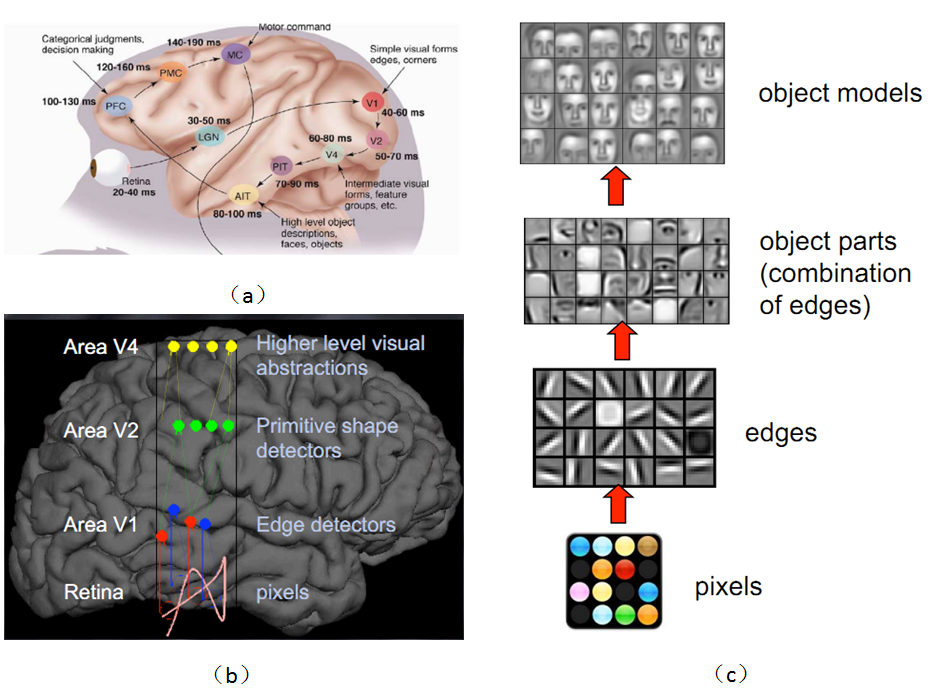 Categorical judgments,
decision making
140-190 ms
Motor command
Simple visual forms
edges, corners
120-160 ms
MC
PMC
100-130 ms
PFC
30-50 ms
LGN
V1
40-60 ms
60-80 ms
V2
V4
50-70 ms
PIT
Retina
20-40 ms
70-90 ms
AIT
80-100 ms
Intermediate visual
forms, feature
groups, etc.
High level object
descriptions,
faces, objects
(a)
Area V4
Higher level visual
abstractions
Area V2
Primitive shape
detectors
Area V1
Edge detectors
Retina
pixels
(b)
object models
object parts
(combination
of edges)
edges
pixels
(c)